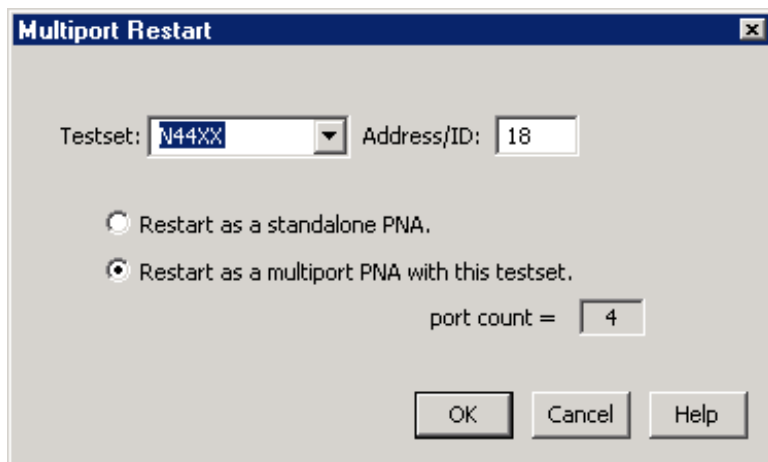 Multiport Restart
Testset: N44XX Address/ID: 18
Restart as a standalone PNA.
Restart as a multiport PNA with this testset.
port count = 4
OK Cancel Help